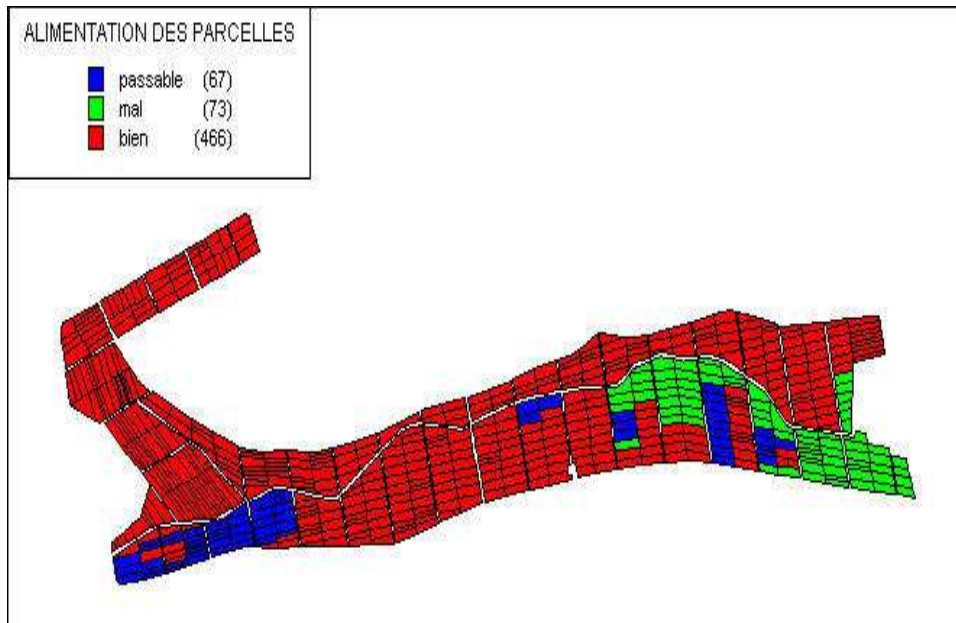 ALIMENTATION DES PARCELLES
passable (67)
mal (73)
bien (466)